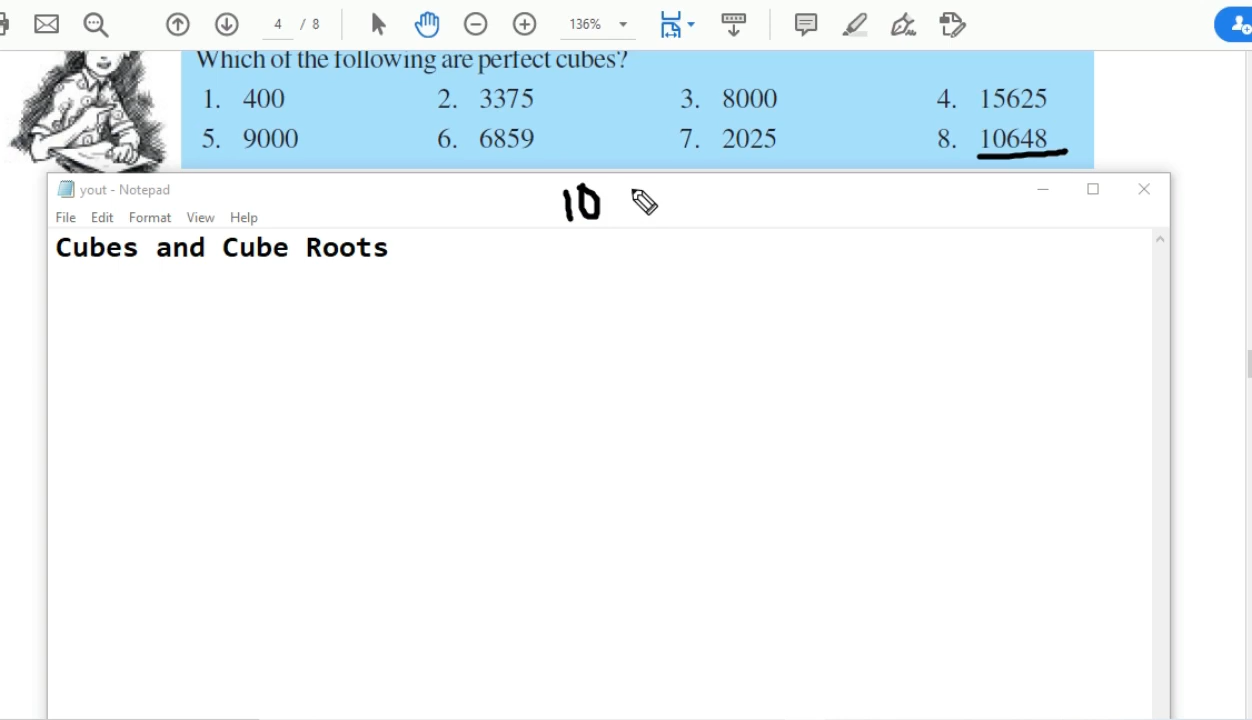 4 / 8 136%
Which of the following are perfect cubes?
1. 400 2. 3375 3. 8000 4. 15625
5. 9000 6. 6859 7. 2025 8. 10648
yout - Notepad
10
File Edit Format View Help
Cubes and Cube Roots